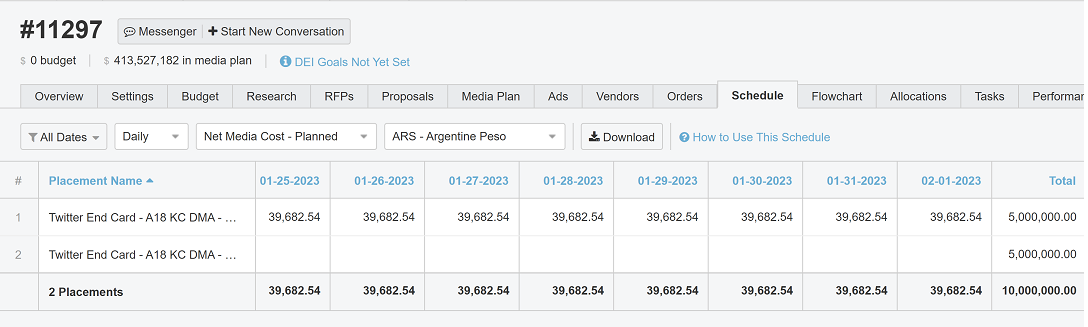 #11297 Messenger Start New Conversation
$ 0 budget $ 413,527,182 in media plan DEI Goals Not Yet Set
Overview Settings Budget Research RFPs Proposals Media Plan Ads Vendors Orders Schedule Flowchart Allocations Tasks Performan
All Dates Daily Net Media Cost - Planned ARS - Argentine Peso Download How to Use This Schedule
# Placement Name 01-25-2023 01-26-2023 01-27-2023 01-28-2023 01-29-2023 01-30-2023 01-31-2023 02-01-2023 Total
1 Twitter End Card - A18 KC DMA - … 39,682.54 39,682.54 39,682.54 39,682.54 39,682.54 39,682.54 39,682.54 39,682.54 5,000,000.00
2 Twitter End Card - A18 KC DMA - … 5,000,000.00
2 Placements 39,682.54 39,682.54 39,682.54 39,682.54 39,682.54 39,682.54 39,682.54 39,682.54 10,000,000.00